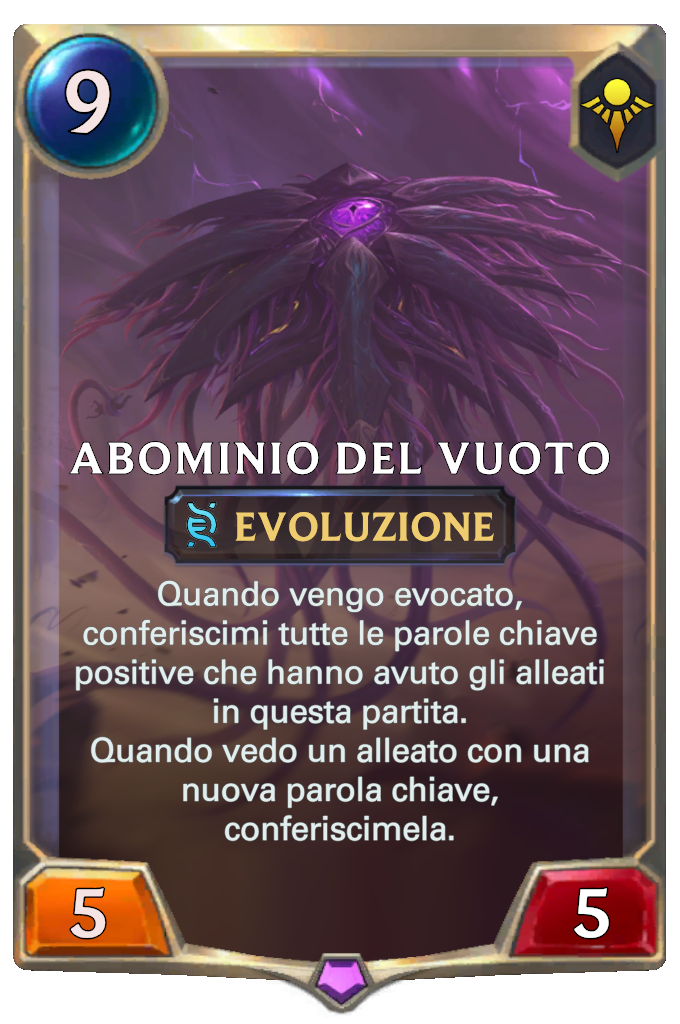 9
ABOMINIO DEL VUOTO
EVOLUZIONE
Quando vengo evocato,
conferiscimi tutte le parole chiave
positive che hanno avuto gli alleati
in questa partita.
Quando vedo un alleato con una
nuova parola chiave,
conferiscimela.
5
5